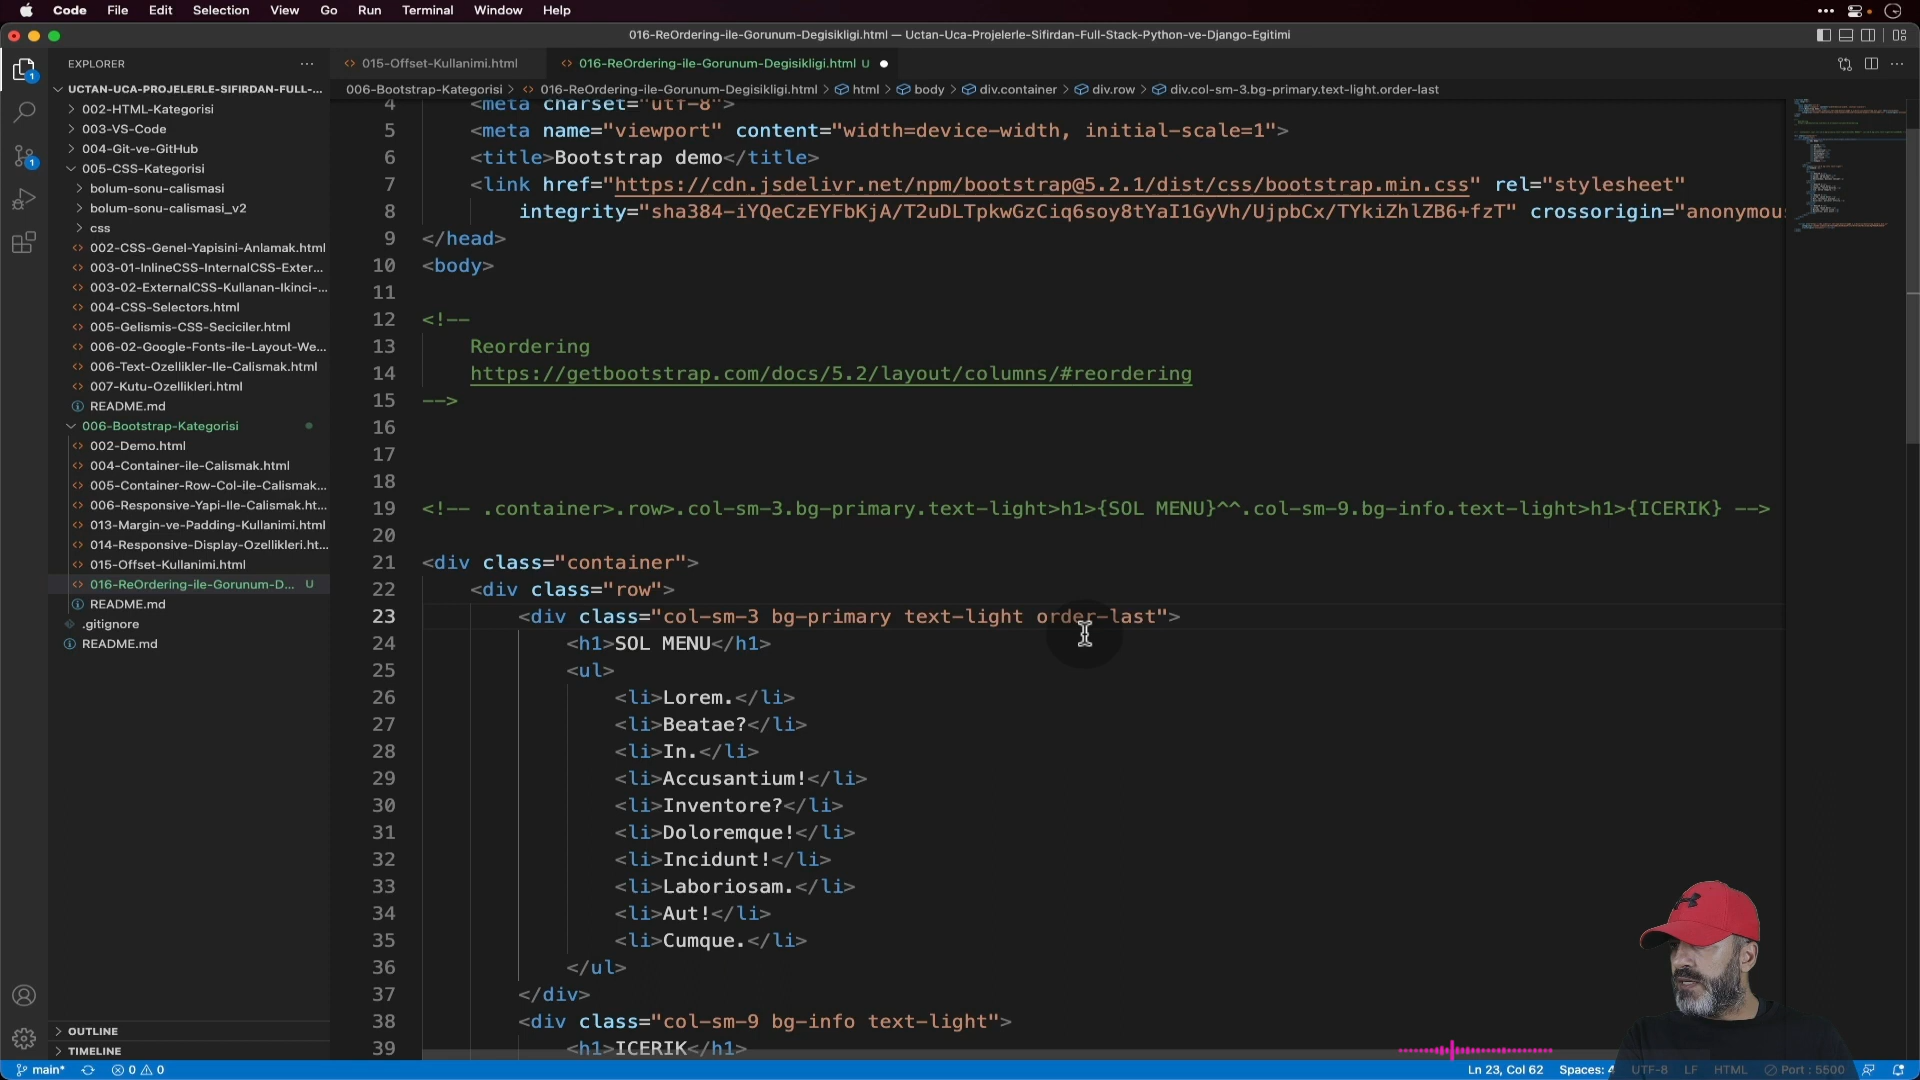 Code File Edit Selection View Go Run Terminal Window Help
016-ReOrdering-ile-Gorunum-Degisikligi.html — Uctan-Uca-Projelerle-Sifirdan-Full-Stack-Python-ve-Django-Egitimi
EXPLORER
015-Offset-Kullanimi.html
016-ReOrdering-ile-Gorunum-Degisikligi.html U
006-Bootstrap-Kategorisi > 016-ReOrdering-ile-Gorunum-Degisikligi.html > html > body > div.container > div.row > div.col-sm-3.bg-primary.text-light.order-last
UCTAN-UCA-PROJELERLE-SIFIRDAN-FULL-...
002-HTML-Kategorisi
003-VS-Code
004-Git-ve-GitHub
005-CSS-Kategorisi
bolum-sonu-calismasi
bolum-sonu-calismasi_v2
css
002-CSS-Genel-Yapisini-Anlamak.html
003-01-InlineCSS-InternalCSS-Exter...
003-02-ExternalCSS-Kullanan-Ikinci-...
004-CSS-Selectors.html
005-Gelismis-CSS-Seciciler.html
006-02-Google-Fonts-ile-Layout-We...
006-Text-Ozellikler-Ile-Calismak.html
007-Kutu-Ozellikleri.html
README.md
006-Bootstrap-Kategorisi
002-Demo.html
004-Container-ile-Calismak.html
005-Container-Row-Col-ile-Calismak...
006-Responsive-Yapi-Ile-Calismak.ht...
013-Margin-ve-Padding-Kullanimi.html
014-Responsive-Display-Ozellikleri.ht...
015-Offset-Kullanimi.html
016-ReOrdering-ile-Gorunum-D... U
README.md
.gitignore
README.md
OUTLINE
TIMELINE
4 <meta charset="utf-8">
5 <meta name="viewport" content="width=device-width, initial-scale=1">
6 <title>Bootstrap demo</title>
7 <link href="https://cdn.jsdelivr.net/npm/bootstrap@5.2.1/dist/css/bootstrap.min.css" rel="stylesheet"
8 integrity="sha384-iYQeCzEYFbKjA/T2uDLTpkwGzCiq6soy8tYaI1GyVh/UjpbCx/TYkiZhlZB6+fzT" crossorigin="anonymou
9 </head>
10 <body>
11
12 <!--
13 Reordering
14 https://getbootstrap.com/docs/5.2/layout/columns/#reordering
15 -->
16
17
18
19 <!-- .container>.row>.col-sm-3.bg-primary.text-light>h1>{SOL MENU}^^.col-sm-9.bg-info.text-light>h1>{ICERIK} -->
20
21 <div class="container">
22 <div class="row">
23 <div class="col-sm-3 bg-primary text-light order-last">
24 <h1>SOL MENU</h1>
25 <ul>
26 <li>Lorem.</li>
27 <li>Beatae?</li>
28 <li>In.</li>
29 <li>Accusantium!</li>
30 <li>Inventore?</li>
31 <li>Doloremque!</li>
32 <li>Incidunt!</li>
33 <li>Laboriosam.</li>
34 <li>Aut!</li>
35 <li>Cumque.</li>
36 </ul>
37 </div>
38 <div class="col-sm-9 bg-info text-light">
39 <h1>ICERIK</h1>
main* 0 0 Ln 23, Col 62 Spaces: 4 UTF-8 LF HTML Port : 5500